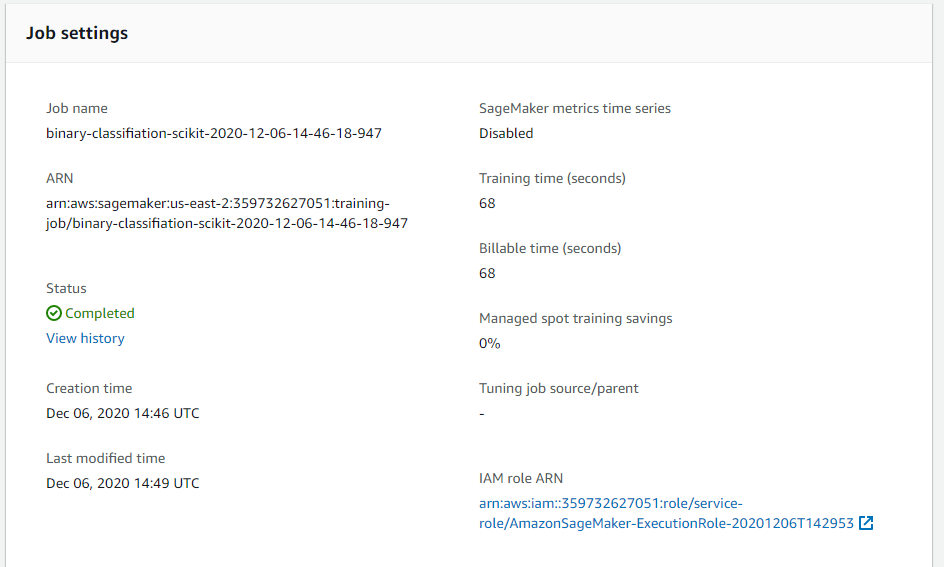 Job settings
Job name
binary-classifiation-scikit-2020-12-06-14-46-18-947
ARN
arn:aws:sagemaker:us-east-2:359732627051:training-
job/binary-classifiation-scikit-2020-12-06-14-46-18-947
Status
Completed
View history
Creation time
Dec 06, 2020 14:46 UTC
Last modified time
Dec 06, 2020 14:49 UTC
SageMaker metrics time series
Disabled
Training time (seconds)
68
Billable time (seconds)
68
Managed spot training savings
0%
Tuning job source/parent
-
IAM role ARN
arn:aws:iam::359732627051:role/service-
role/AmazonSageMaker-ExecutionRole-20201206T142953